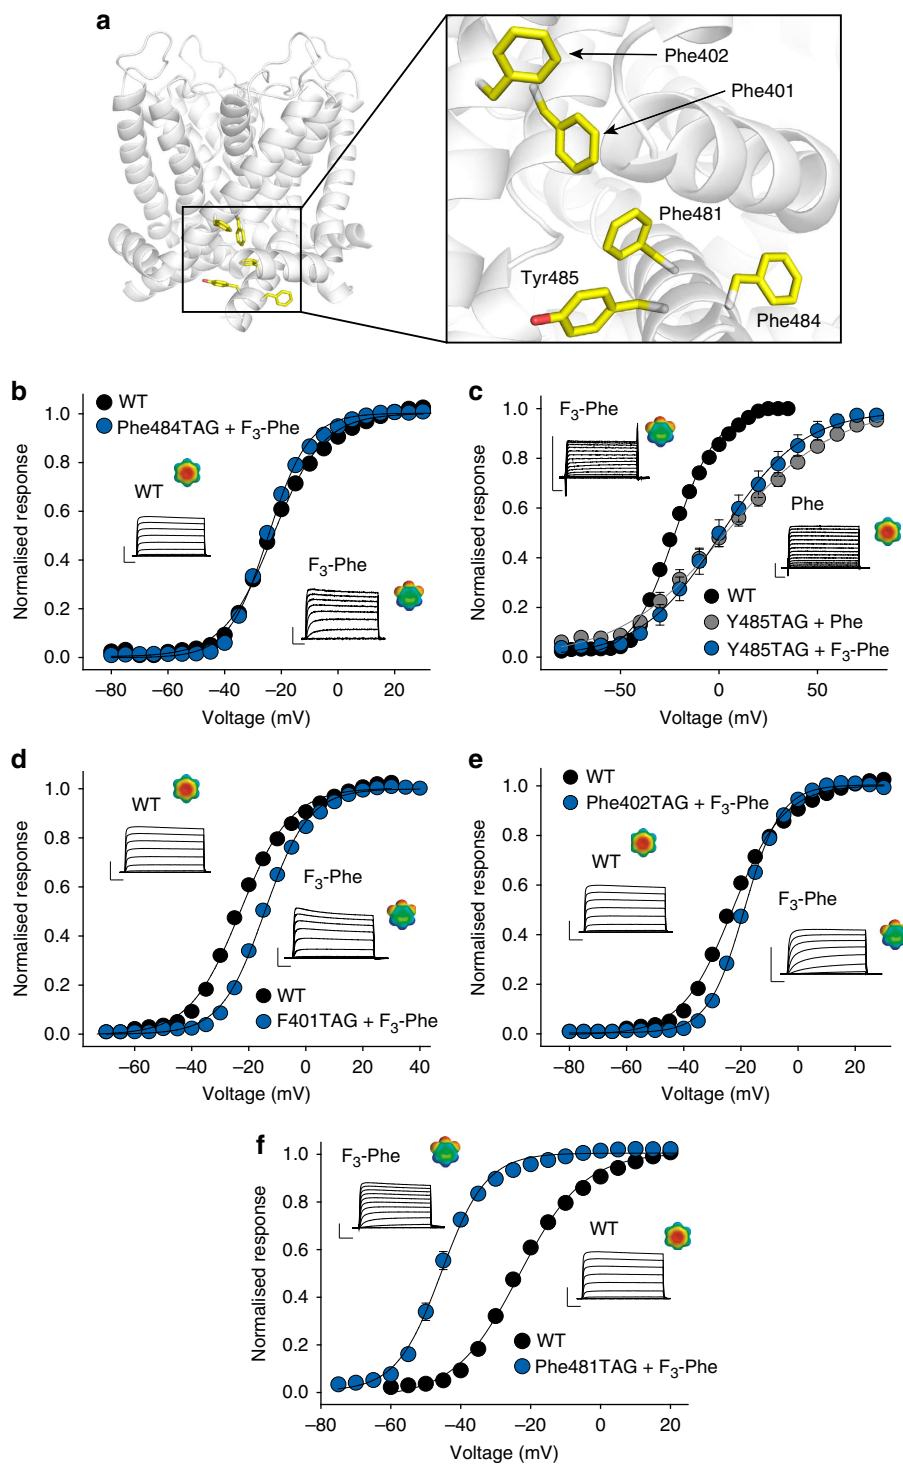 a
Phe402
Phe401
Phe481
Tyr485
Phe484
b
WT
Phe484TAG + F3-Phe
WT
F3-Phe
Normalised response
1.0
0.8
0.6
0.4
0.2
0.0
−80 −60 −40 −20 0 20
Voltage (mV)
c
F3-Phe
Phe
WT
Y485TAG + Phe
Y485TAG + F3-Phe
Normalised response
1.0
0.8
0.6
0.4
0.2
0.0
−50 0 50
Voltage (mV)
d
WT
F3-Phe
WT
F401TAG + F3-Phe
Normalised response
1.0
0.8
0.6
0.4
0.2
0.0
−60 −40 −20 0 20 40
Voltage (mV)
e
WT
Phe402TAG + F3-Phe
WT
F3-Phe
Normalised response
1.0
0.8
0.6
0.4
0.2
0.0
−80 −60 −40 −20 0 20
Voltage (mV)
f
F3-Phe
WT
WT
Phe481TAG + F3-Phe
Normalised response
1.0
0.8
0.6
0.4
0.2
0.0
−80 −60 −40 −20 0 20
Voltage (mV)